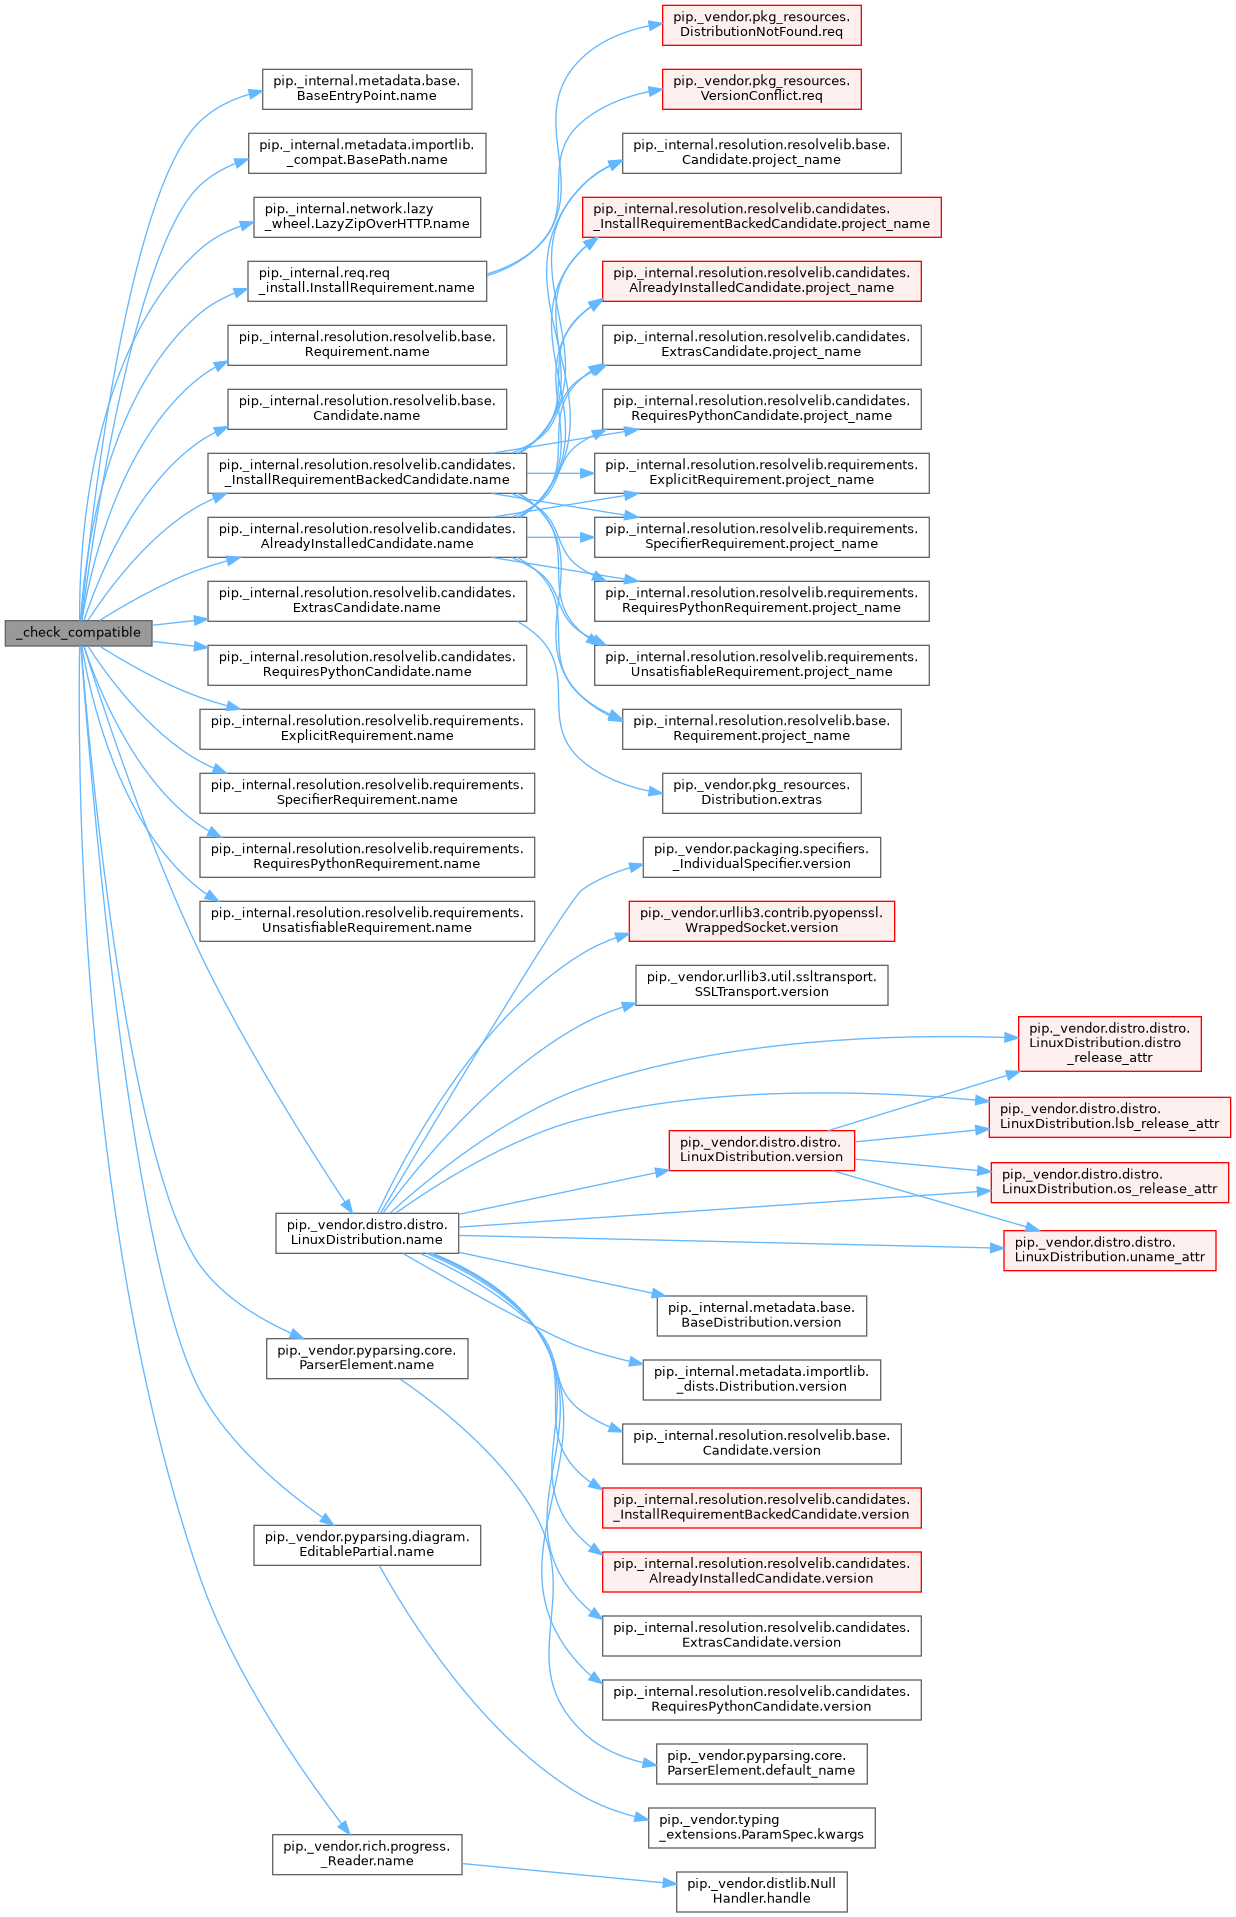 _check_compatible
pip._internal.metadata.base.
BaseEntryPoint.name
pip._internal.metadata.importlib.
_compat.BasePath.name
pip._internal.network.lazy
_wheel.LazyZipOverHTTP.name
pip._internal.req.req
_install.InstallRequirement.name
pip._internal.resolution.resolvelib.base.
Requirement.name
pip._internal.resolution.resolvelib.base.
Candidate.name
pip._internal.resolution.resolvelib.candidates.
_InstallRequirementBackedCandidate.name
pip._internal.resolution.resolvelib.candidates.
AlreadyInstalledCandidate.name
pip._internal.resolution.resolvelib.candidates.
ExtrasCandidate.name
pip._internal.resolution.resolvelib.candidates.
RequiresPythonCandidate.name
pip._internal.resolution.resolvelib.requirements.
ExplicitRequirement.name
pip._internal.resolution.resolvelib.requirements.
SpecifierRequirement.name
pip._internal.resolution.resolvelib.requirements.
RequiresPythonRequirement.name
pip._internal.resolution.resolvelib.requirements.
UnsatisfiableRequirement.name
pip._vendor.distro.distro.
LinuxDistribution.name
pip._vendor.pyparsing.core.
ParserElement.name
pip._vendor.pyparsing.diagram.
EditablePartial.name
pip._vendor.rich.progress.
_Reader.name
pip._vendor.pkg_resources.
DistributionNotFound.req
pip._vendor.pkg_resources.
VersionConflict.req
pip._internal.resolution.resolvelib.base.
Candidate.project_name
pip._internal.resolution.resolvelib.candidates.
_InstallRequirementBackedCandidate.project_name
pip._internal.resolution.resolvelib.candidates.
AlreadyInstalledCandidate.project_name
pip._internal.resolution.resolvelib.candidates.
ExtrasCandidate.project_name
pip._internal.resolution.resolvelib.candidates.
RequiresPythonCandidate.project_name
pip._internal.resolution.resolvelib.requirements.
ExplicitRequirement.project_name
pip._internal.resolution.resolvelib.requirements.
SpecifierRequirement.project_name
pip._internal.resolution.resolvelib.requirements.
RequiresPythonRequirement.project_name
pip._internal.resolution.resolvelib.requirements.
UnsatisfiableRequirement.project_name
pip._internal.resolution.resolvelib.base.
Requirement.project_name
pip._vendor.pkg_resources.
Distribution.extras
pip._vendor.packaging.specifiers.
_IndividualSpecifier.version
pip._vendor.urllib3.contrib.pyopenssl.
WrappedSocket.version
pip._vendor.urllib3.util.ssltransport.
SSLTransport.version
pip._vendor.distro.distro.
LinuxDistribution.version
pip._internal.metadata.base.
BaseDistribution.version
pip._internal.metadata.importlib.
_dists.Distribution.version
pip._internal.resolution.resolvelib.base.
Candidate.version
pip._internal.resolution.resolvelib.candidates.
_InstallRequirementBackedCandidate.version
pip._internal.resolution.resolvelib.candidates.
AlreadyInstalledCandidate.version
pip._internal.resolution.resolvelib.candidates.
ExtrasCandidate.version
pip._internal.resolution.resolvelib.candidates.
RequiresPythonCandidate.version
pip._vendor.pyparsing.core.
ParserElement.default_name
pip._vendor.typing
_extensions.ParamSpec.kwargs
pip._vendor.distlib.Null
Handler.handle
pip._vendor.distro.distro.
LinuxDistribution.distro
_release_attr
pip._vendor.distro.distro.
LinuxDistribution.lsb_release_attr
pip._vendor.distro.distro.
LinuxDistribution.os_release_attr
pip._vendor.distro.distro.
LinuxDistribution.uname_attr